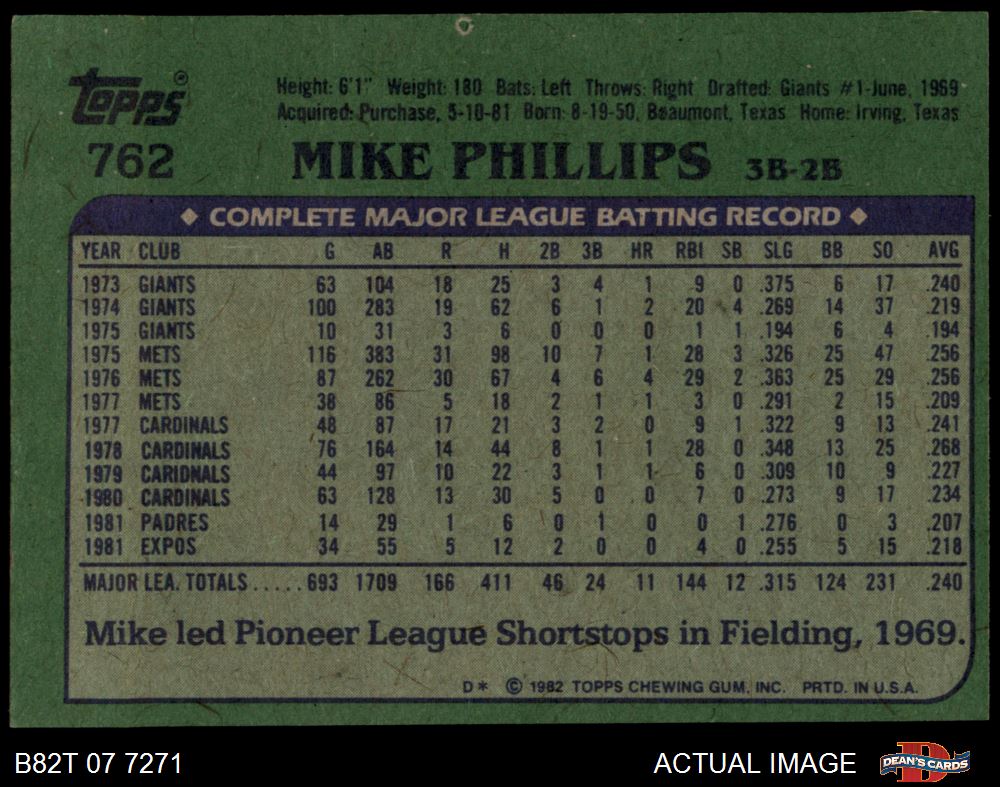 Topps®
Height: 6'1" Weight: 180 Bats: Left Throws: Right Drafted: Giants #1-June, 1969
Acquired: Purchase, 5-10-81 Born: 8-19-50, Beaumont, Texas Home: Irving, Texas
762 MIKE PHILLIPS 3B-2B
◆ COMPLETE MAJOR LEAGUE BATTING RECORD ◆
YEAR CLUB G AB R H 2B 3B HR RBI SB SLG BB SO AVG
1973 GIANTS 63 104 18 25 3 4 1 9 0 .375 6 17 .240
1974 GIANTS 100 283 19 62 6 1 2 20 4 .269 14 37 .219
1975 GIANTS 10 31 3 6 0 0 0 1 1 .194 6 4 .194
1975 METS 116 383 31 98 10 7 1 28 3 .326 25 47 .256
1976 METS 87 262 30 67 4 6 4 29 2 .363 25 29 .256
1977 METS 38 86 5 18 2 1 1 3 0 .291 2 15 .209
1977 CARDINALS 48 87 17 21 3 2 0 9 1 .322 9 13 .241
1978 CARDINALS 76 164 14 44 8 1 1 28 0 .348 13 25 .268
1979 CARIDNALS 44 97 10 22 3 1 1 6 0 .309 10 9 .227
1980 CARDINALS 63 128 13 30 5 0 0 7 0 .273 9 17 .234
1981 PADRES 14 29 1 6 0 1 0 0 1 .276 0 3 .207
1981 EXPOS 34 55 5 12 2 0 0 4 0 .255 5 15 .218
MAJOR LEA. TOTALS.....693 1709 166 411 46 24 11 144 12 .315 124 231 .240
Mike led Pioneer League Shortstops in Fielding, 1969.
D* © 1982 TOPPS CHEWING GUM, INC. PRTD. IN U.S.A.
B82T 07 7271 ACTUAL IMAGE DEAN'S CARDS